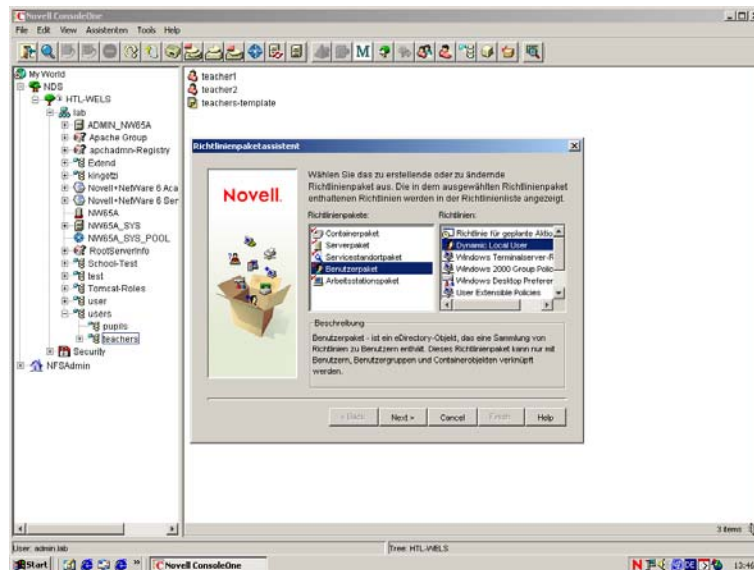 Novell ConsoleOne
File Edit View Assistenten Tools Help
My World
NDS
HTL-WELS
lab
ADMIN_NW65A
Apache Group
apchadmn-Registry
Extend
kingetzi
Novell+NetWare 6 Aca
Novell+NetWare 6 Ser
NW65A
NW65A_SYS
NW65A_SYS_POOL
RootServerInfo
School-Test
test
Tomcat-Roles
user
users
pupils
teachers
Security
NFSAdmin
teacher1
teacher2
teachers-template
Richtlinienpaketassistent
Novell.
Wählen Sie das zu erstellende oder zu ändernde
Richtlinienpaket aus. Die in dem ausgewählten Richtlinienpaket
enthaltenen Richtlinien werden in der Richtlinienliste angezeigt.
Richtlinienpakete:
Containerpaket
Serverpaket
Servicestandortpaket
Benutzerpaket
Arbeitsstationspaket
Richtlinien:
Richtlinie für geplante Aktio
Dynamic Local User
Windows Terminalserver-R
Windows 2000 Group Polic
Windows Desktop Preferer
User Extensible Policies
Beschreibung
Benutzerpaket - ist ein eDirectory-Objekt, das eine Sammlung von
Richtlinien zu Benutzern enthält. Dieses Richtlinienpaket kann nur mit
Benutzern, Benutzergruppen und Containerobjekten verknüpft
werden.
< Back Next > Cancel Finish Help
3 items
User: admin.lab
Tree: HTL-WELS
Start
Novell ConsoleOne
DE